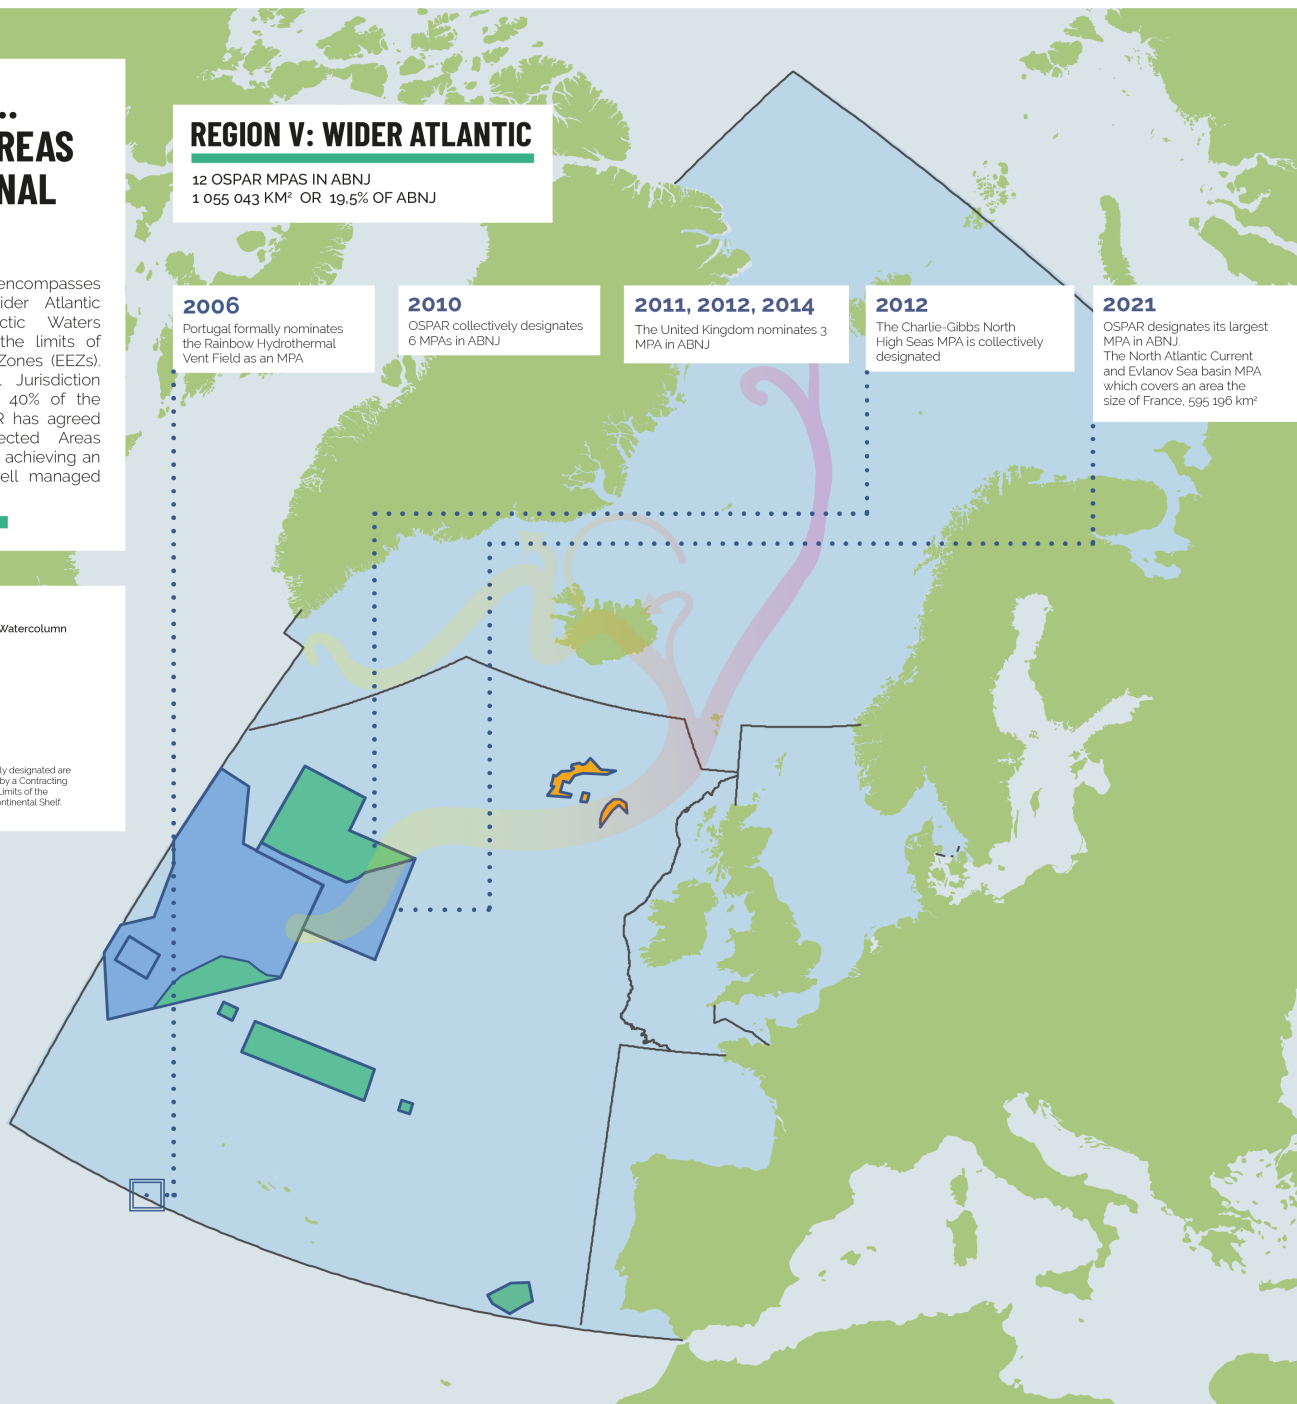 ..
REAS
NAL
encompasses
ider Atlantic
ctic Waters
the limits of
Zones (EEZs).
. Jurisdiction
40% of the
R has agreed
ected Areas
achieving an
ell managed
Watercolumn
ly designated are
by a Contracting
Limits of the
ontinental Shelf.
REGION V: WIDER ATLANTIC
12 OSPAR MPAS IN ABNJ
1 055 043 KM² OR 19,5% OF ABNJ
2006
Portugal formally nominates
the Rainbow Hydrothermal
Vent Field as an MPA
2010
OSPAR collectively designates
6 MPAs in ABNJ
2011, 2012, 2014
The United Kingdom nominates 3
MPA in ABNJ
2012
The Charlie-Gibbs North
High Seas MPA is collectively
designated
2021
OSPAR designates its largest
MPA in ABNJ.
The North Atlantic Current
and Evlanov Sea basin MPA
which covers an area the
size of France, 595 196 km²